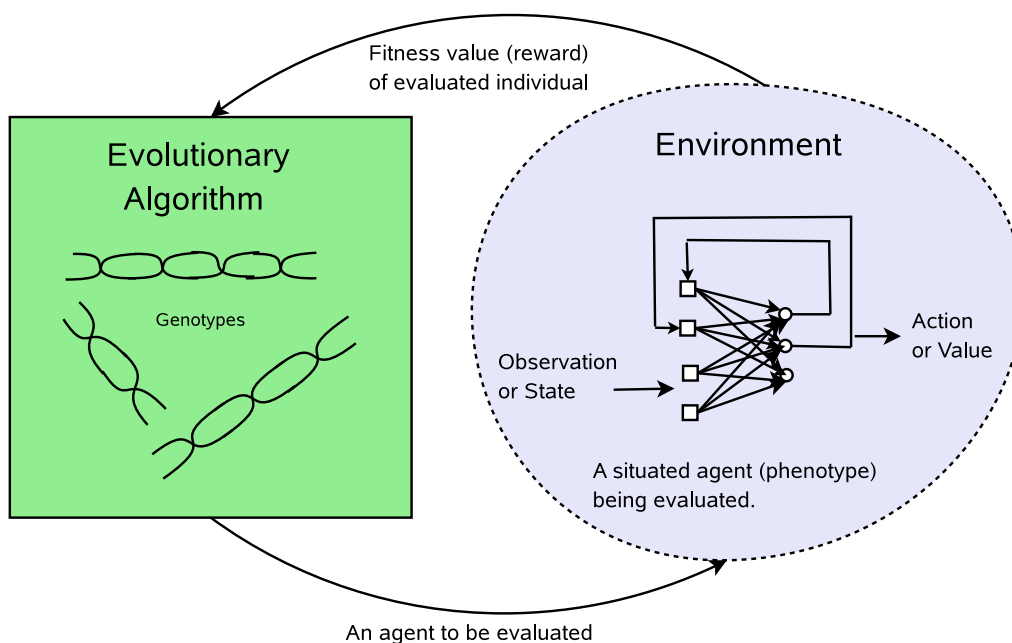 Fitness value (reward)
of evaluated individual
Evolutionary
Algorithm
Genotypes
Environment
Observation
or State
Action
or Value
A situated agent (phenotype)
being evaluated.
An agent to be evaluated